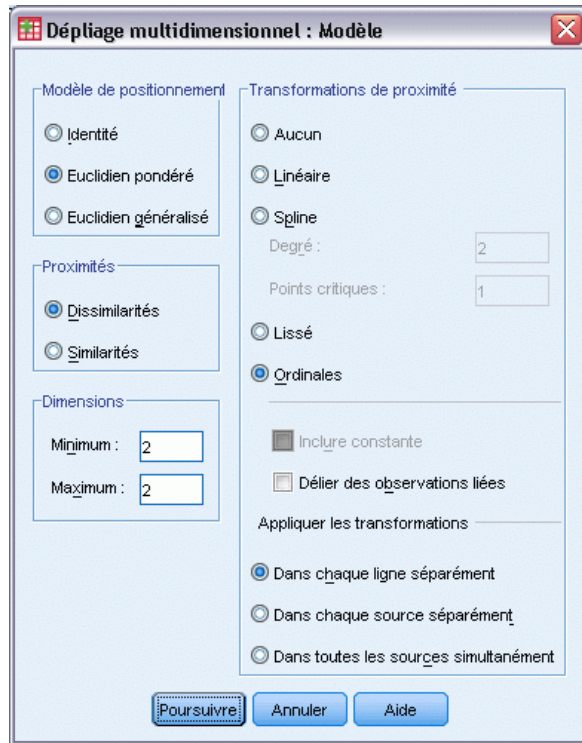 Dépliage multidimensionnel : Modèle
Modèle de positionnement
Identité
Euclidien pondéré
Euclidien généralisé
Proximités
Dissimilarités
Similarités
Dimensions
Minimum : 2
Maximum : 2
Transformations de proximité
Aucun
Linéaire
Spline
Degré : 2
Points critiques : 1
Lissé
Ordinales
Inclure constante
Délier des observations liées
Appliquer les transformations
Dans chaque ligne séparément
Dans chaque source séparément
Dans toutes les sources simultanément
Poursuivre
Annuler
Aide